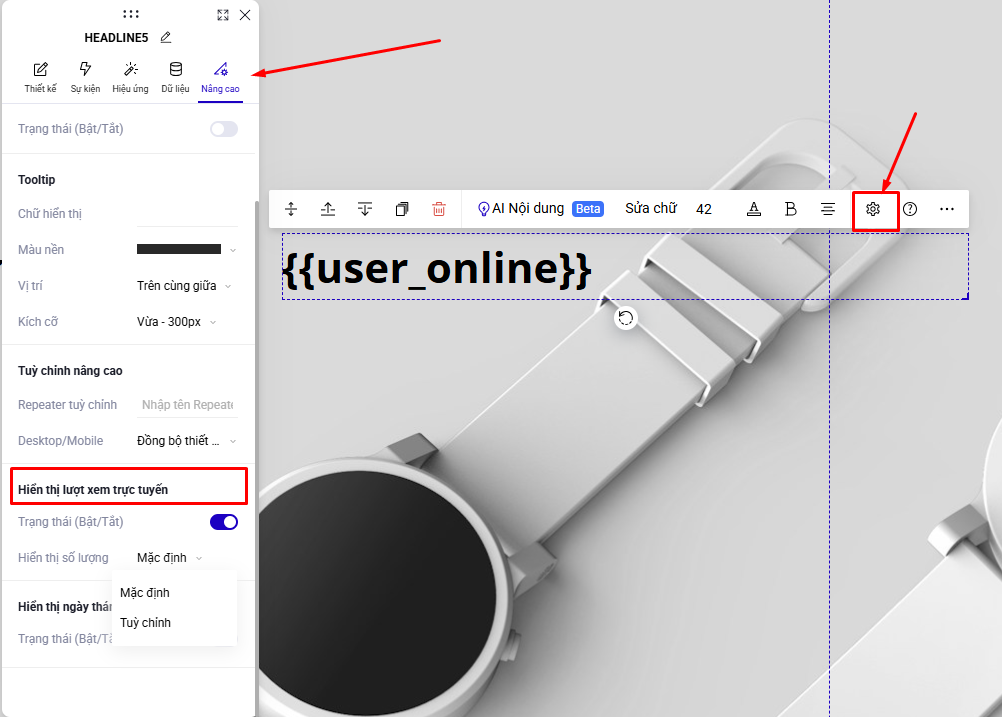 HEADLINE5
Thiết kế
Sự kiện
Hiệu ứng
Dữ liệu
Nâng cao
Trạng thái (Bật/Tắt)
Tooltip
Chữ hiển thị
Màu nền
Vị trí
Trên cùng giữa
Kích cỡ
Vừa - 300px
Tuỳ chỉnh nâng cao
Repeater tuỳ chỉnh
Nhập tên Repeate
Desktop/Mobile
Đồng bộ thiết ...
Hiển thị lượt xem trực tuyến
Trạng thái (Bật/Tắt)
Hiển thị số lượng
Mặc định
Mặc định
Tuỳ chỉnh
Hiển thị ngày thán
Trạng thái (Bật/Tắ
AI Nội dung Beta Sửa chữ 42 A B
{{user_online}}